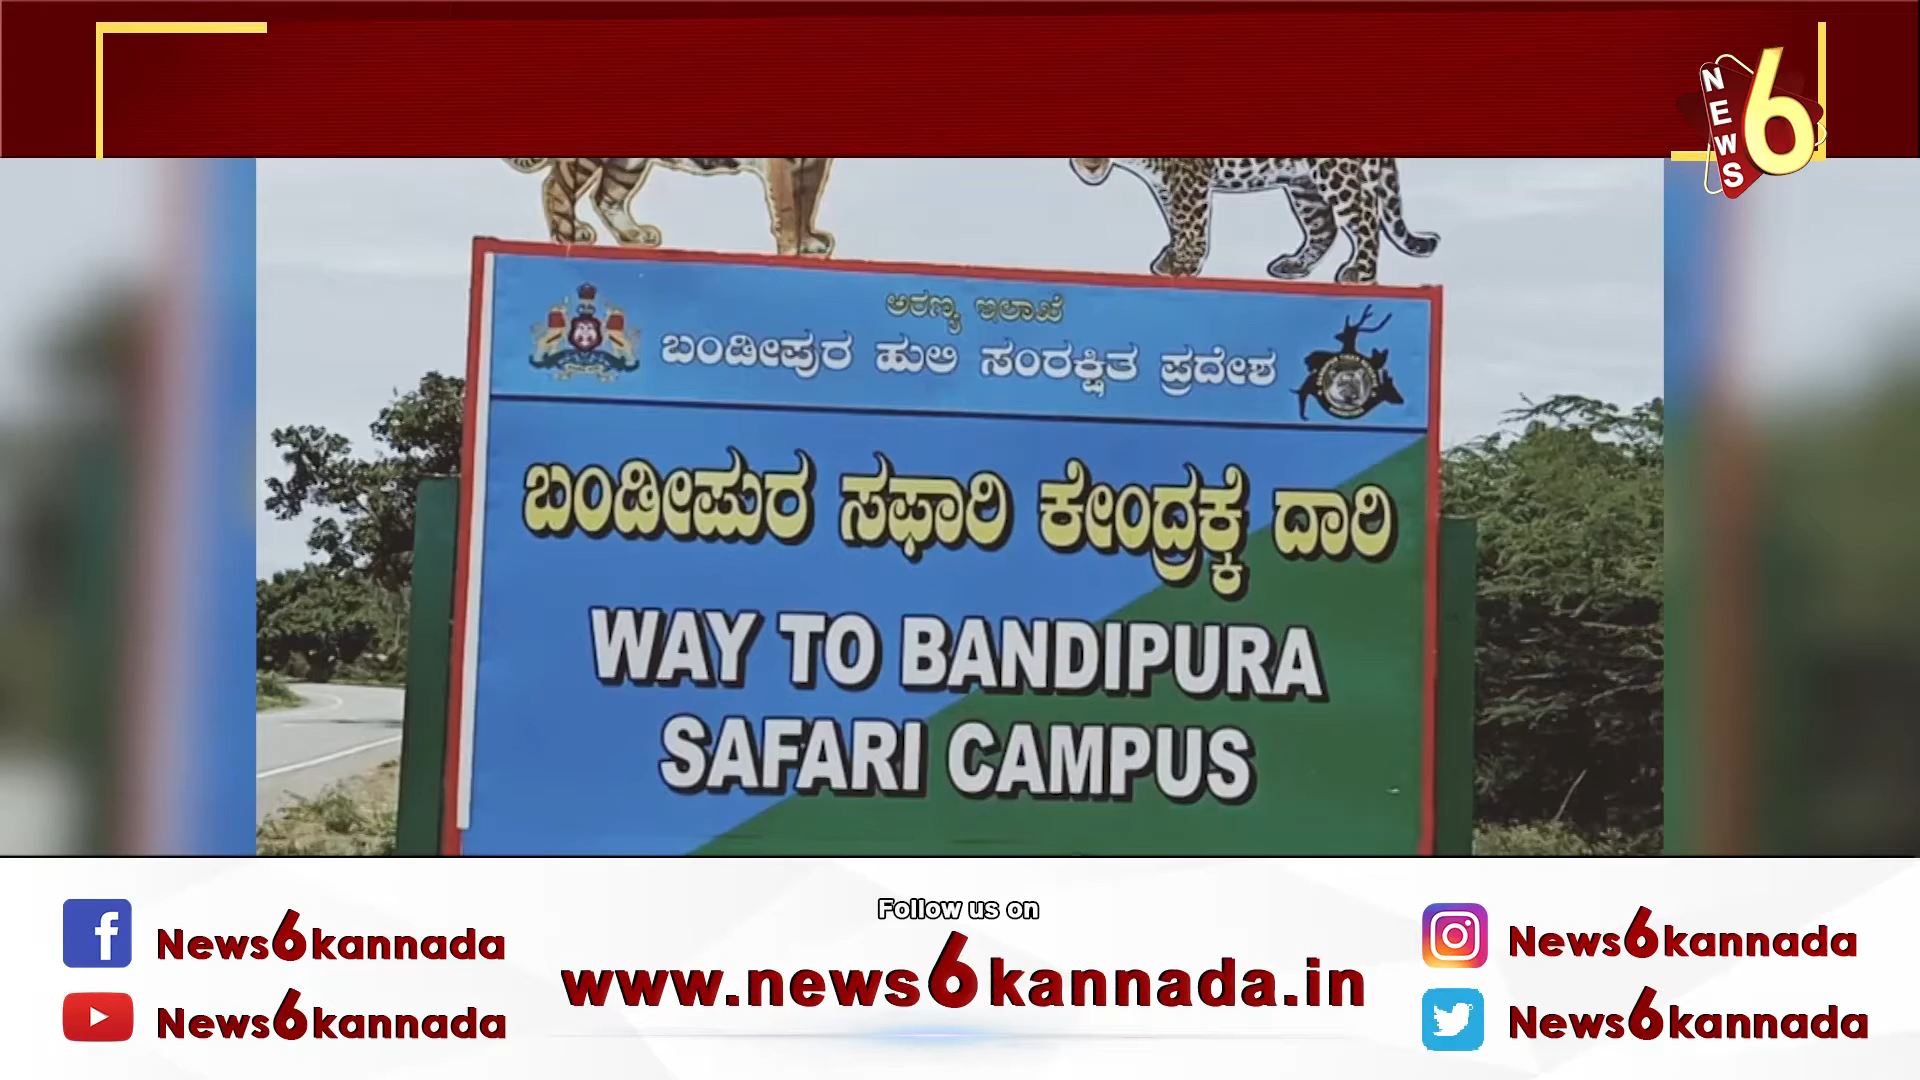 NEWS 6
ಅರಣ್ಯ ಇಲಾಖೆ
ಬಂಡೀಪುರ ಹುಲಿ ಸಂರಕ್ಷಿತ ಪ್ರದೇಶ
ಬಂಡೀಪುರ ಸಫಾರಿ ಕೇಂದ್ರಕ್ಕೆ ದಾರಿ
WAY TO BANDIPURA
SAFARI CAMPUS
Follow us on
News6kannada
www.news6kannada.in
News6kannada
News6kannada
News6kannada